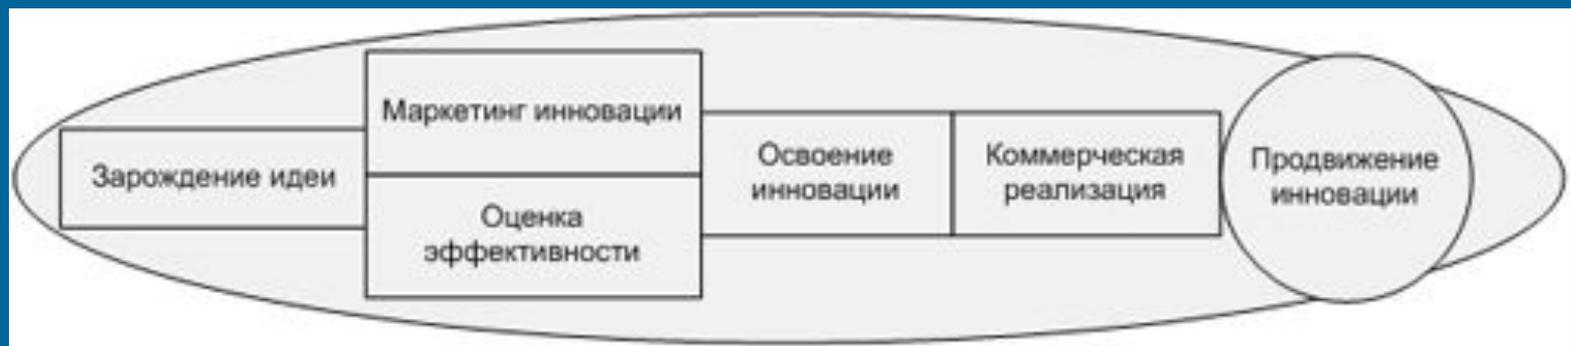 Зарождение идеи
Маркетинг инновации
Оценка
эффективности
Освоение
инновации
Коммерческая
реализация
Продвижение
инновации